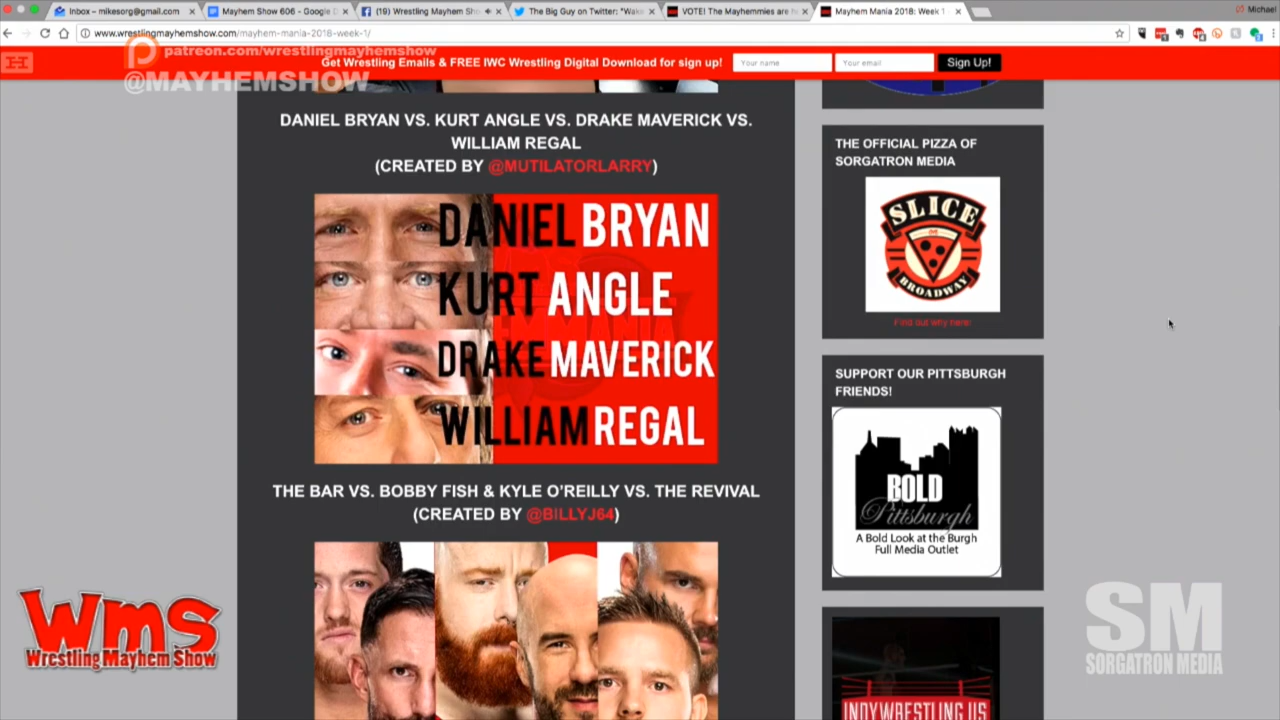 Inbox – mikesorg@gmail.com
Mayhem Show 606 - Google D
(19) Wrestling Mayhem Sh
The Big Guy on Twitter: "Wak
VOTE! The Mayhemmies are h
Mayhem Mania 2018: Week 1
Michael
www.wrestlingmayhemshow.com/mayhem-mania-2018-week-1/
patreon.com/wrestlingmayhemshow
@MAYHEMSHOW
Get Wrestling Emails & FREE IWC Wrestling Digital Download for sign up!
Your name
Your email
Sign Up!
DANIEL BRYAN VS. KURT ANGLE VS. DRAKE MAVERICK VS.
WILLIAM REGAL
(CREATED BY @MUTILATORLARRY)
DANIEL BRYAN
KURT ANGLE
DRAKE MAVERICK
WILLIAM REGAL
THE BAR VS. BOBBY FISH & KYLE O'REILLY VS. THE REVIVAL
(CREATED BY @BILLYJ64)
THE OFFICIAL PIZZA OF
SORGATRON MEDIA
SLICE
BROADWAY
Find out why here!
SUPPORT OUR PITTSBURGH
FRIENDS!
BOLD
Pittsburgh
A Bold Look at the Burgh
Full Media Outlet
INDYWRESTLING.US
Wms
Wrestling Mayhem Show
SM
SORGATRON MEDIA